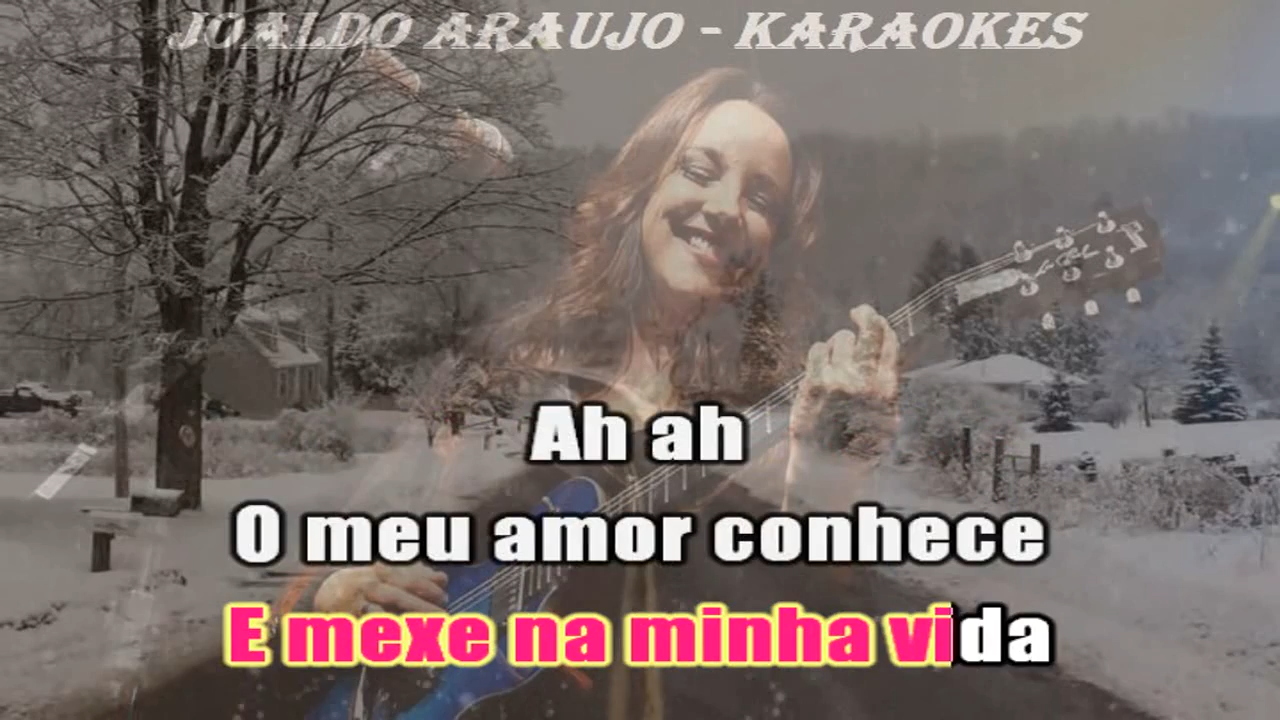 JOALDO ARAUJO - KARAOKES
Ah ah
O meu amor conhece
E mexe na minha vida